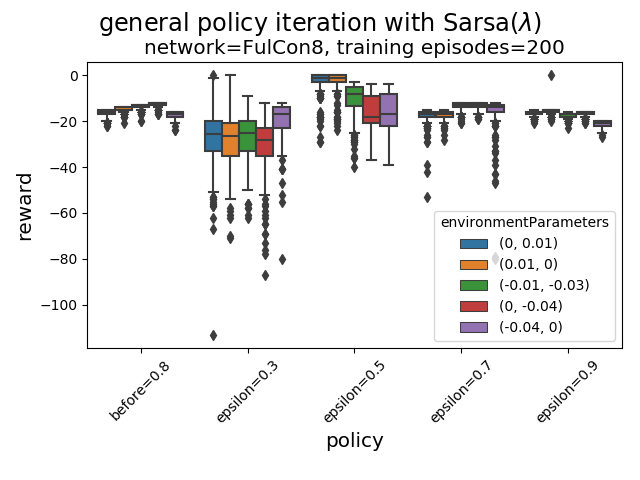 general policy iteration with Sarsa(λ)
network=FulCon8, training episodes=200
reward
0
−20
−40
−60
−80
−100
environmentParameters
(0, 0.01)
(0.01, 0)
(-0.01, -0.03)
(0, -0.04)
(-0.04, 0)
before=0.8
epsilon=0.3
epsilon=0.5
epsilon=0.7
epsilon=0.9
policy